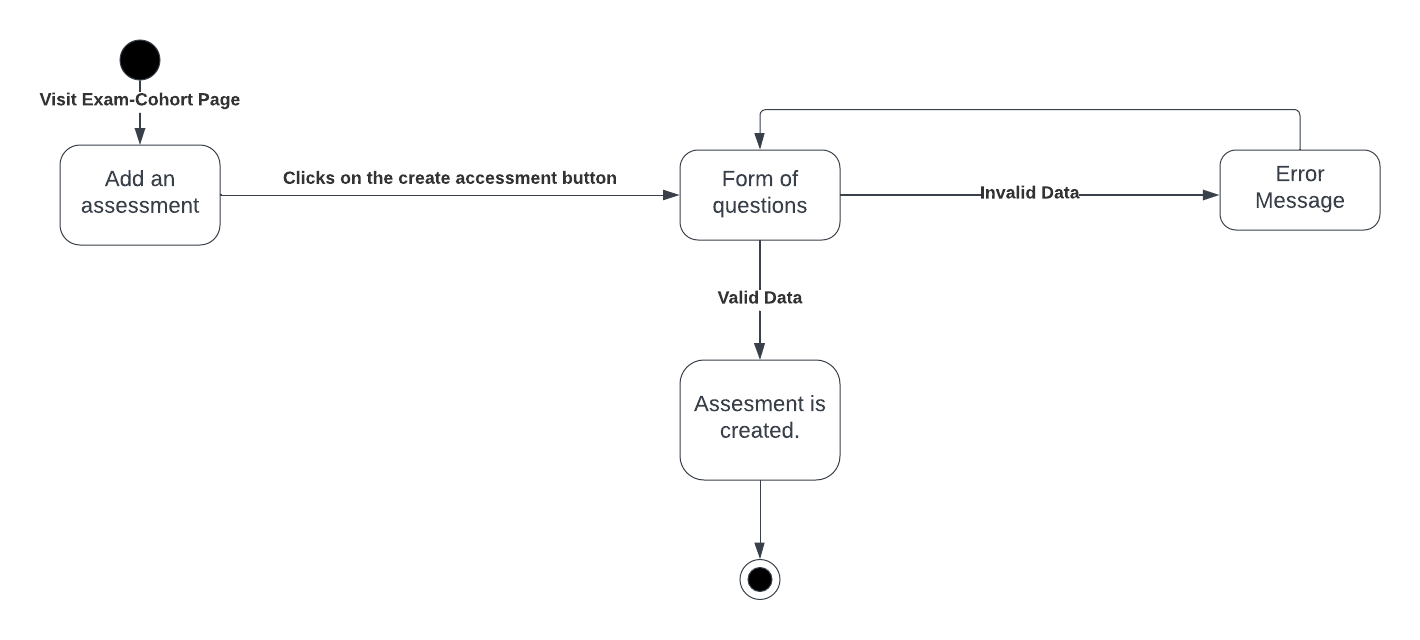 Visit Exam-Cohort Page
Add an
assessment
Clicks on the create accessment button
Form of
questions
Invalid Data
Error
Message
Valid Data
Assesment is
created.